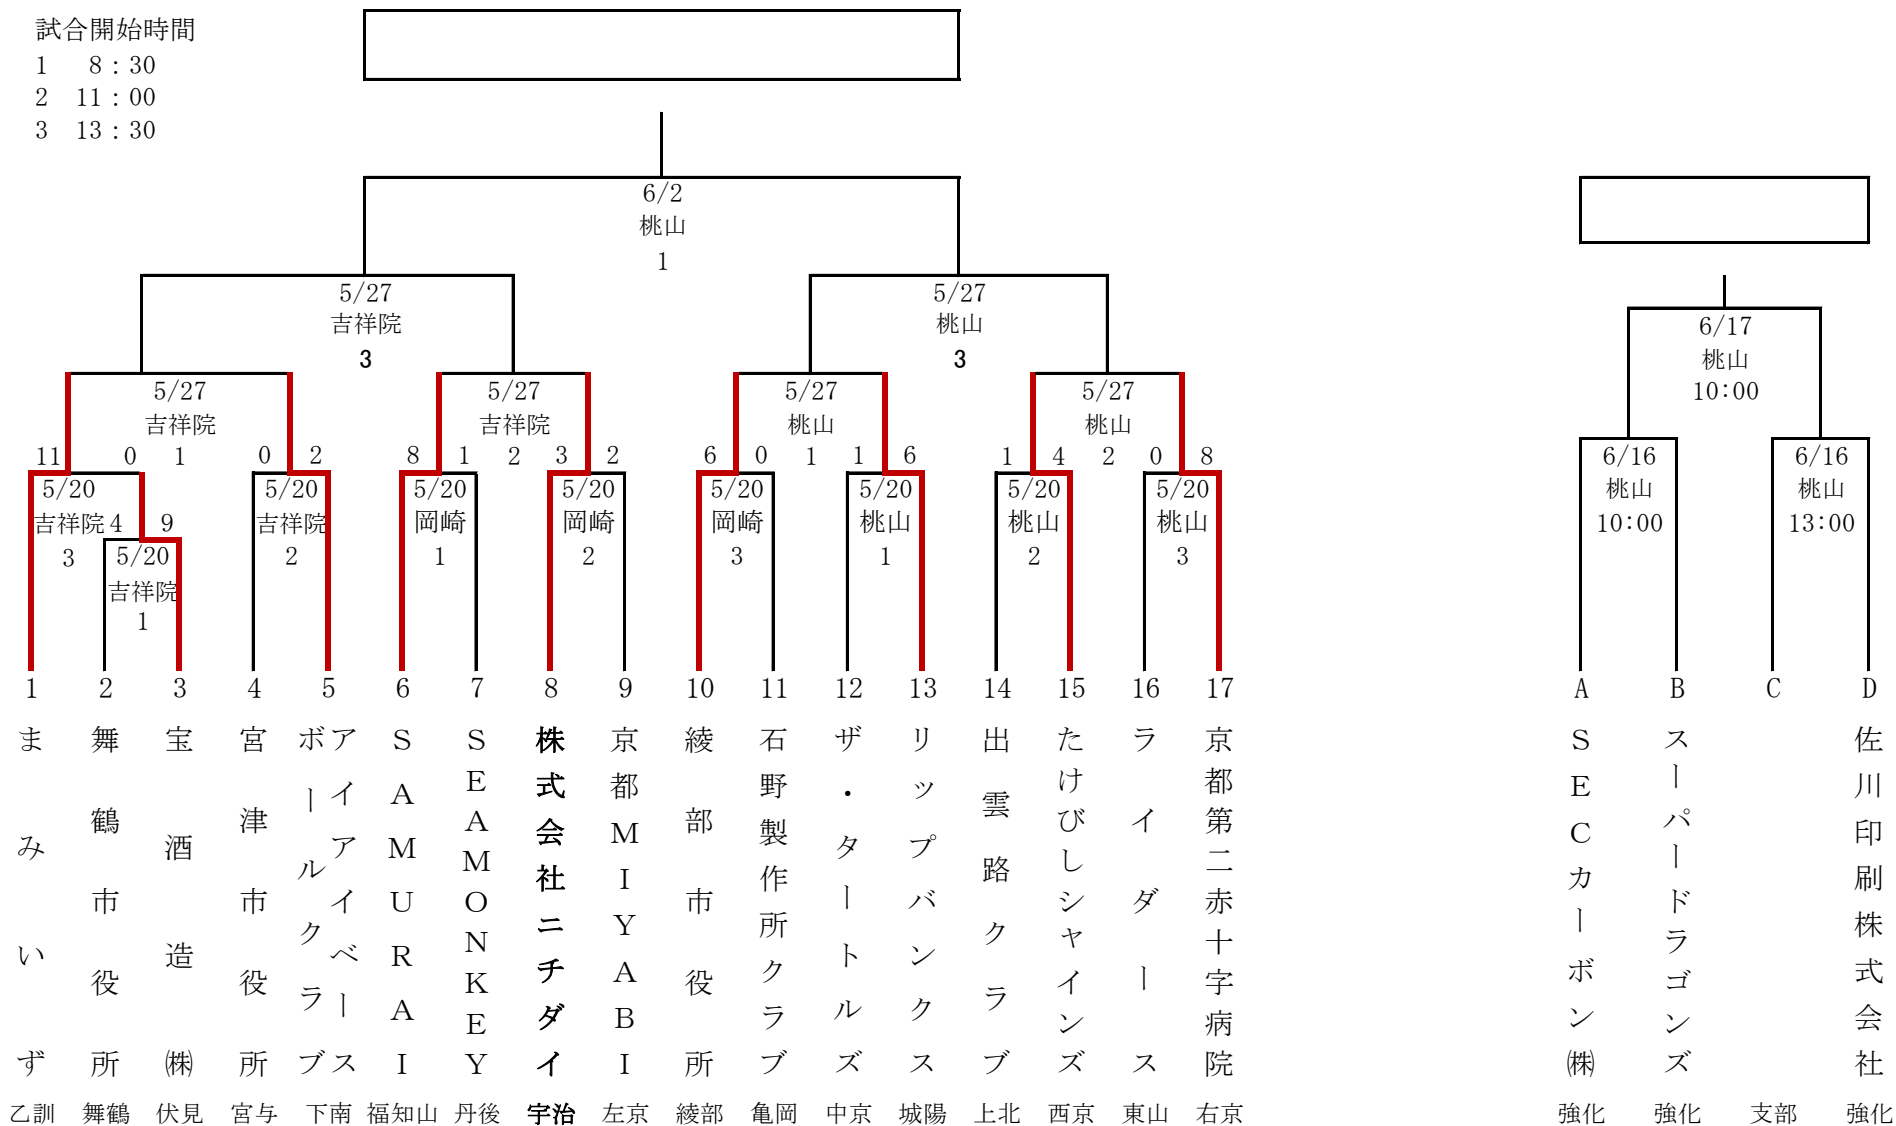 試合開始時間
1 8：30
2 11：00
3 13：30
6/2
桃山
1
5/27
吉祥院
3
5/27
桃山
3
6/17
桃山
10:00
5/27
吉祥院
1
5/27
吉祥院
2
5/27
桃山
1
5/27
桃山
2
11 0 0 2 8 1 3 2 6 0 1 6 1 4 0 8
5/20
吉祥院
3
4 9
5/20
吉祥院
1
5/20
吉祥院
2
5/20
岡崎
1
5/20
岡崎
2
5/20
岡崎
3
5/20
桃山
1
5/20
桃山
2
5/20
桃山
3
6/16
桃山
10:00
6/16
桃山
13:00
1 2 3 4 5 6 7 8 9 10 11 12 13 14 15 16 17 A B C D
まみいず
舞鶴市役所
宝酒造㈱
宮津市役所
アイアイベース
ボールクラブ
SAMURAI
SEAMONKEY
株式会社ニチダイ
京都MIYABI
綾部市役所
石野製作所クラブ
ザ・タートルズ
リップバンクス
出雲路クラブ
たけびしシャインズ
ライダース
京都第二赤十字病院
SECカーボン㈱
スーパードラゴンズ
佐川印刷株式会社
乙訓 舞鶴 伏見 宮与 下南 福知山 丹後 宇治 左京 綾部 亀岡 中京 城陽 上北 西京 東山 右京 強化 強化 支部 強化